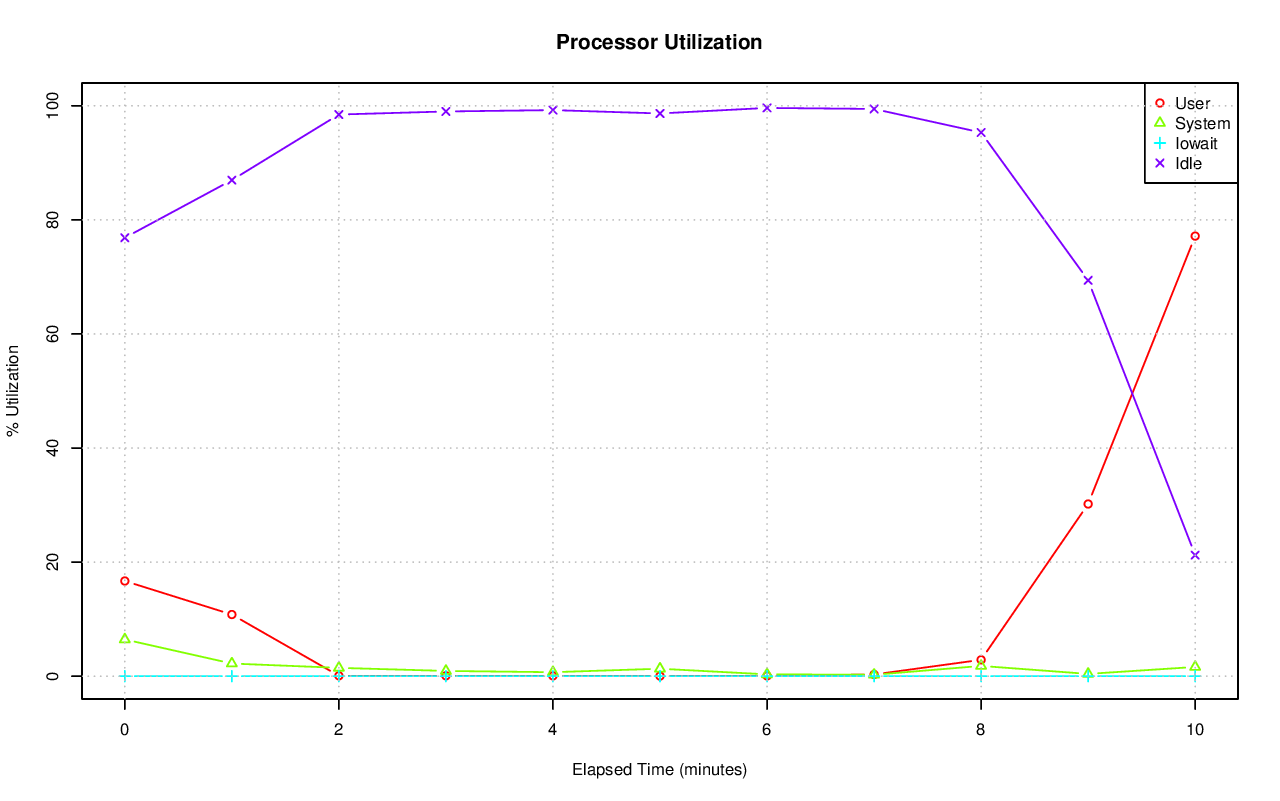 Processor Utilization
User
System
Iowait
Idle
% Utilization
100
80
60
40
20
0
0 2 4 6 8 10
Elapsed Time (minutes)